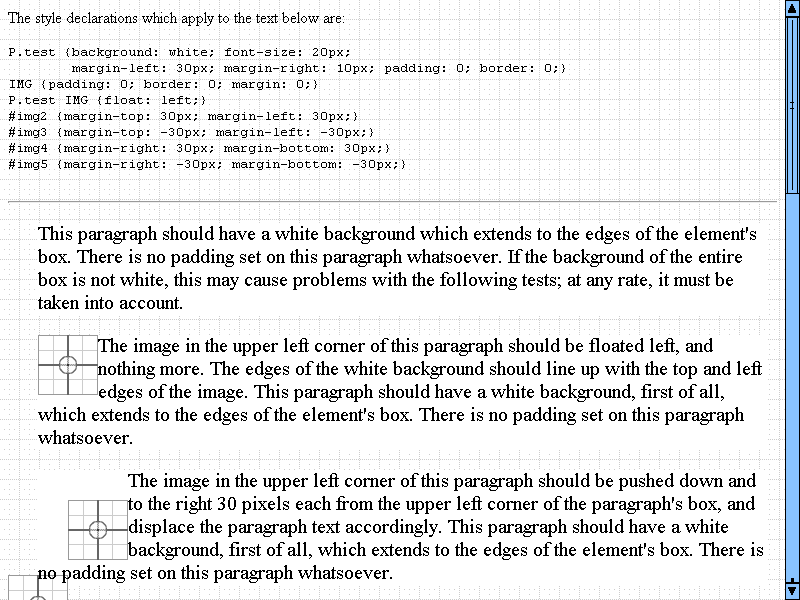 The style declarations which apply to the text below are:
P.test {background: white; font-size: 20px;
margin-left: 30px; margin-right: 10px; padding: 0; border: 0;}
IMG {padding: 0; border: 0; margin: 0;}
P.test IMG {float: left;}
#img2 {margin-top: 30px; margin-left: 30px;}
#img3 {margin-top: -30px; margin-left: -30px;}
#img4 {margin-right: 30px; margin-bottom: 30px;}
#img5 {margin-right: -30px; margin-bottom: -30px;}
This paragraph should have a white background which extends to the edges of the element's
box. There is no padding set on this paragraph whatsoever. If the background of the entire
box is not white, this may cause problems with the following tests; at any rate, it must be
taken into account.
The image in the upper left corner of this paragraph should be floated left, and
nothing more. The edges of the white background should line up with the top and left
edges of the image. This paragraph should have a white background, first of all,
which extends to the edges of the element's box. There is no padding set on this paragraph
whatsoever.
The image in the upper left corner of this paragraph should be pushed down and
to the right 30 pixels each from the upper left corner of the paragraph's box, and
displace the paragraph text accordingly. This paragraph should have a white
background, first of all, which extends to the edges of the element's box. There is
no padding set on this paragraph whatsoever.